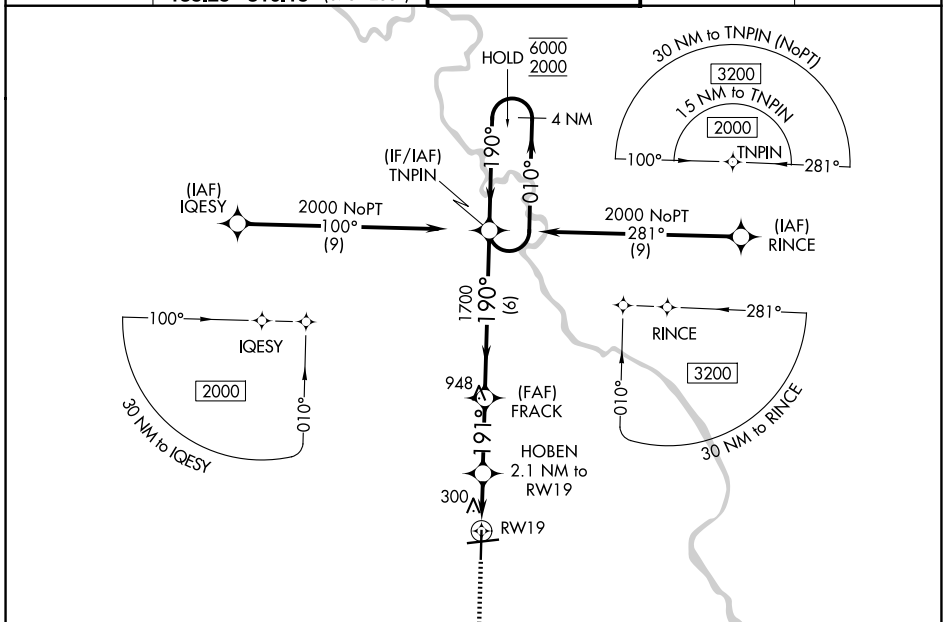 HOLD 6000
2000
4 NM
190°
010°
(IF/IAF)
TNPIN
(IAF)
IQESY
2000 NoPT
100°
(9)
2000 NoPT
281°
(9)
(IAF)
RINCE
30 NM to TNPIN (NoPT)
3200
15 NM to TNPIN
2000
TNPIN
100°
281°
1700
190°
(6)
100°
IQESY
2000
010°
30 NM to IQESY
281°
RINCE
3200
010°
30 NM to RINCE
948
(FAF)
FRACK
191°
HOBEN
2.1 NM to
RW19
300
RW19